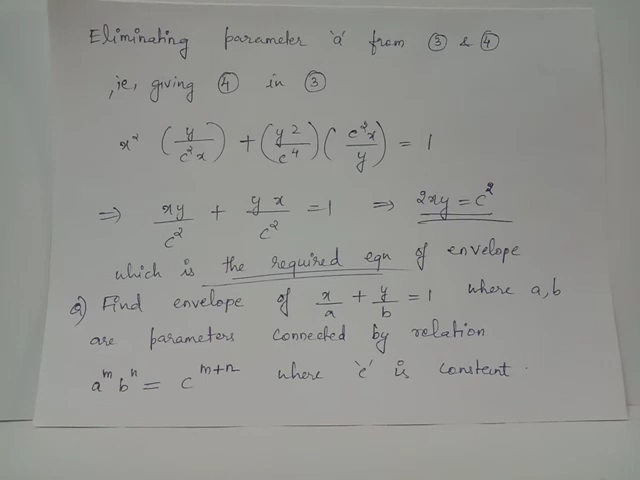 Eliminating parameter 'a' from ③ & ④
,ie, giving ④ in ③
x² (y/c²x) + (y²/c⁴)(c²x/y) = 1
⇒ xy/c² + yx/c² = 1 ⇒ 2xy = c²
which is the required eqn of envelope
Q) Find envelope of x/a + y/b = 1 where a,b
are parameters connected by relation
aᵐbⁿ = cᵐ⁺ⁿ where 'c' is constant.